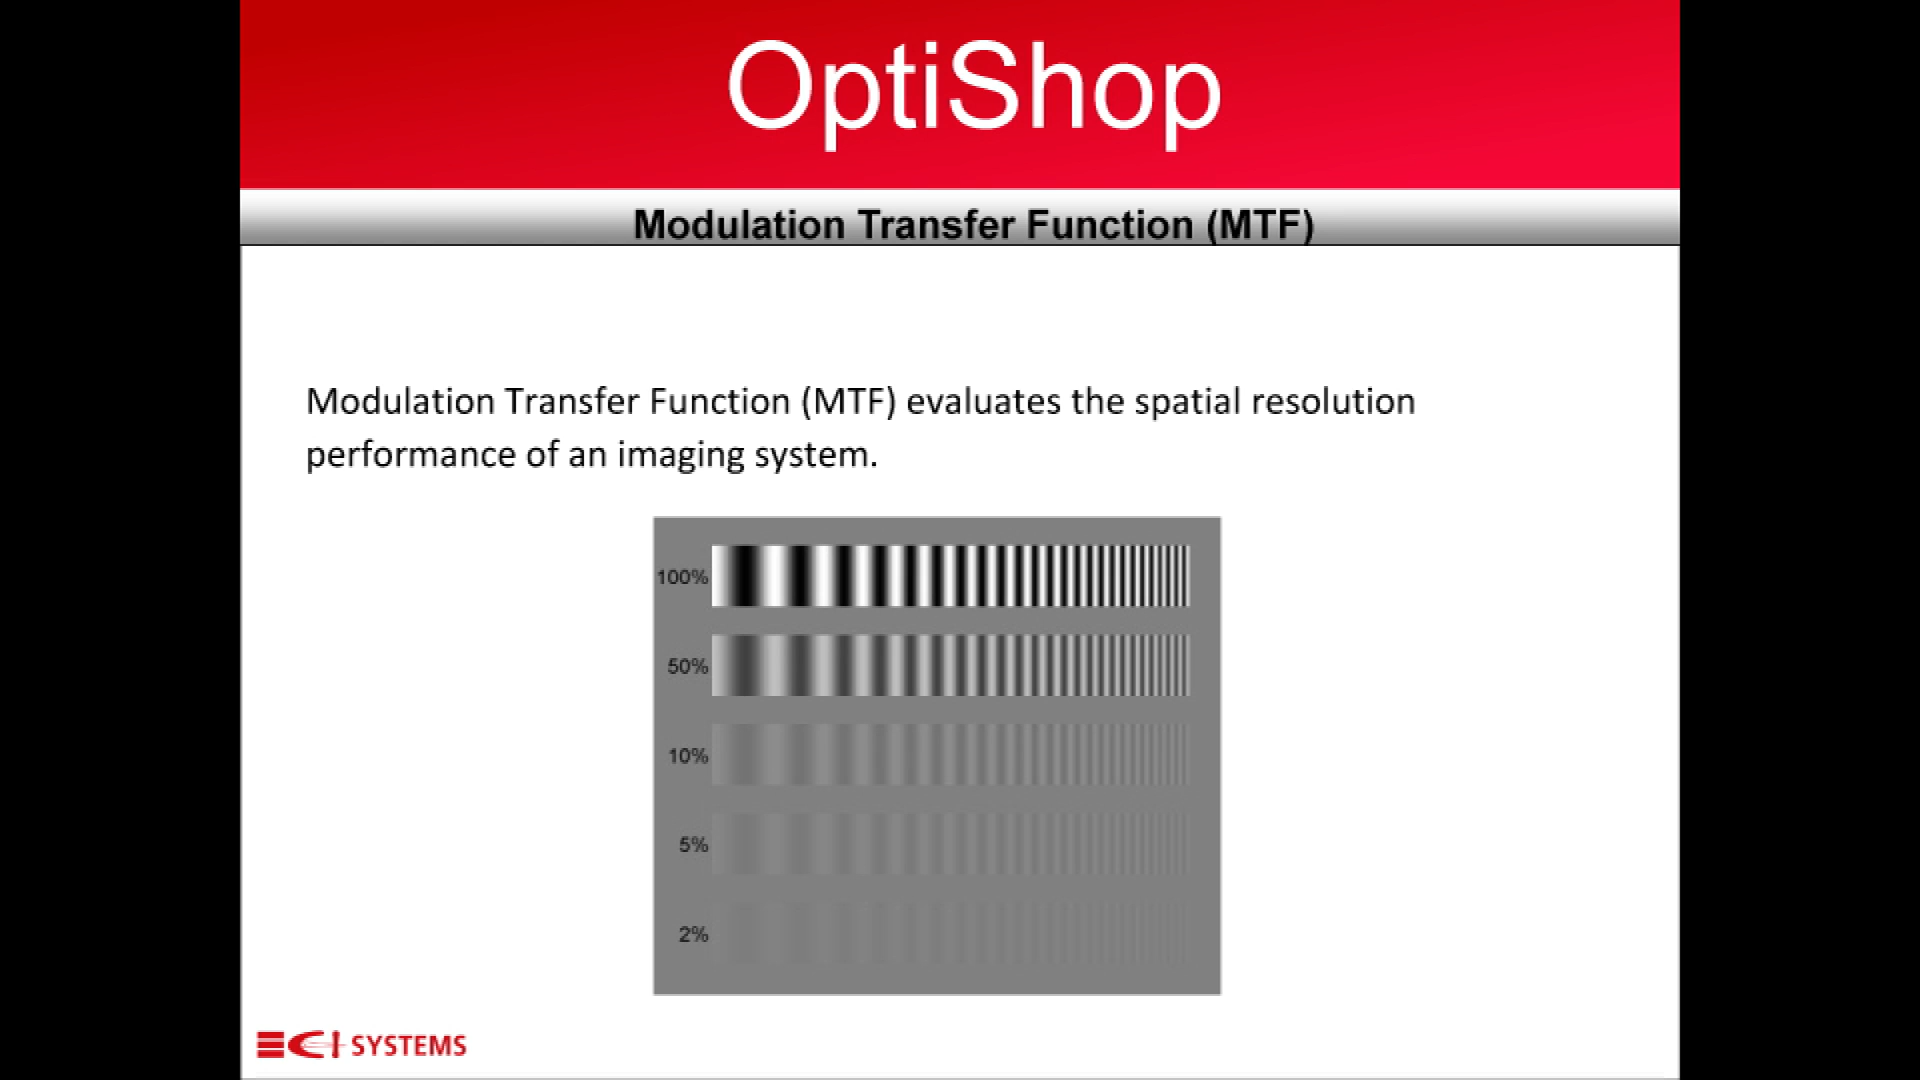 OptiShop
Modulation Transfer Function (MTF)
Modulation Transfer Function (MTF) evaluates the spatial resolution
performance of an imaging system.
100%
50%
10%
5%
2%
CI SYSTEMS